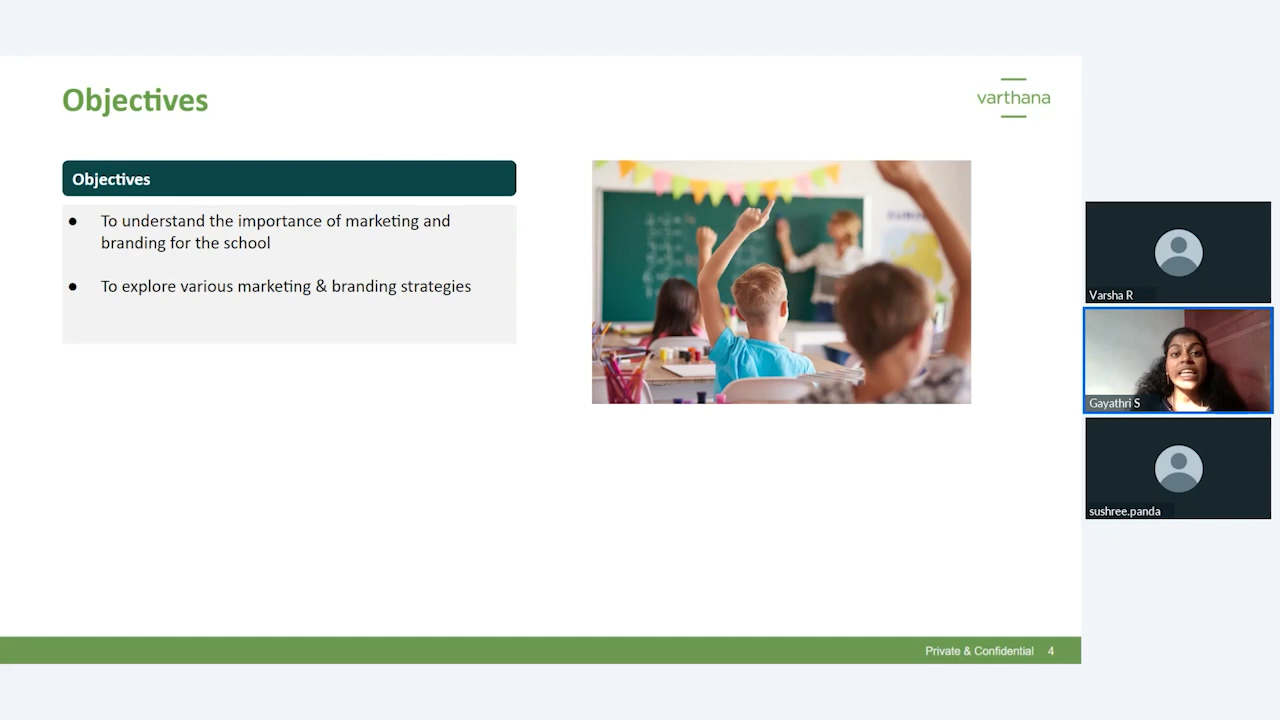 Objectives
varthana
Objectives
● To understand the importance of marketing and
branding for the school
● To explore various marketing & branding strategies
Varsha R
Gayathri S
sushree.panda
Private & Confidential 4